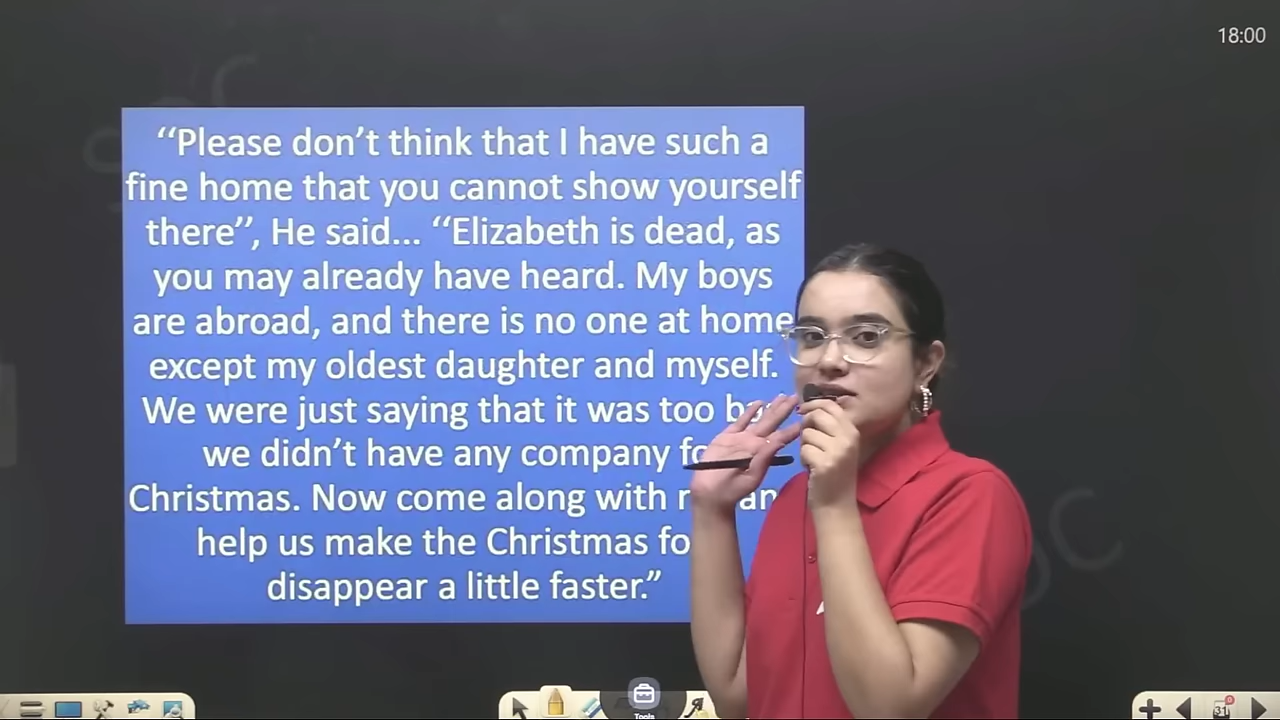 18:00
‘‘Please don’t think that I have such a
fine home that you cannot show yourself
there’’, He said... ‘‘Elizabeth is dead, as
you may already have heard. My boys
are abroad, and there is no one at home
except my oldest daughter and myself.
We were just saying that it was too
we didn’t have any company
Christmas. Now come along with
help us make the Christmas
disappear a little faster.”
Tools
31